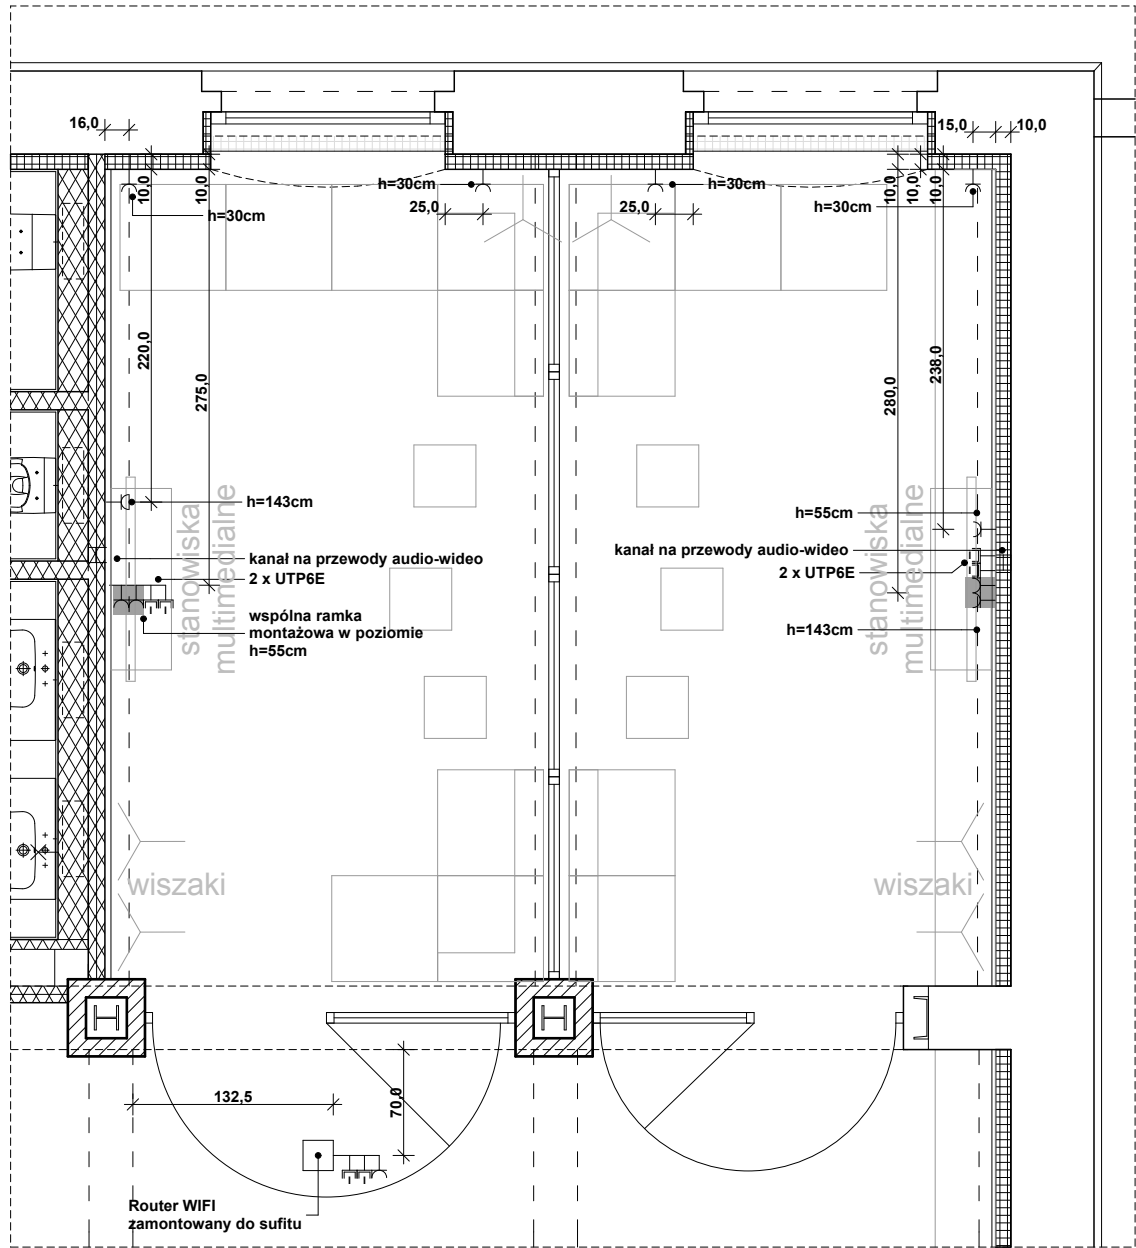 16,0
15,0
10,0
10,0
10,0
10,0
10,0
10,0
h=30cm
h=30cm
h=30cm
h=30cm
25,0
25,0
220,0
275,0
280,0
238,0
h=143cm
h=55cm
stanowiska
multimedialne
stanowiska
multimedialne
kanał na przewody audio-wideo
2 x UTP6E
kanał na przewody audio-wideo
2 x UTP6E
wspólna ramka
montażowa w poziomie
h=55cm
h=143cm
wiszaki
wiszaki
132,5
70,0
Router WIFI
zamontowany do sufitu